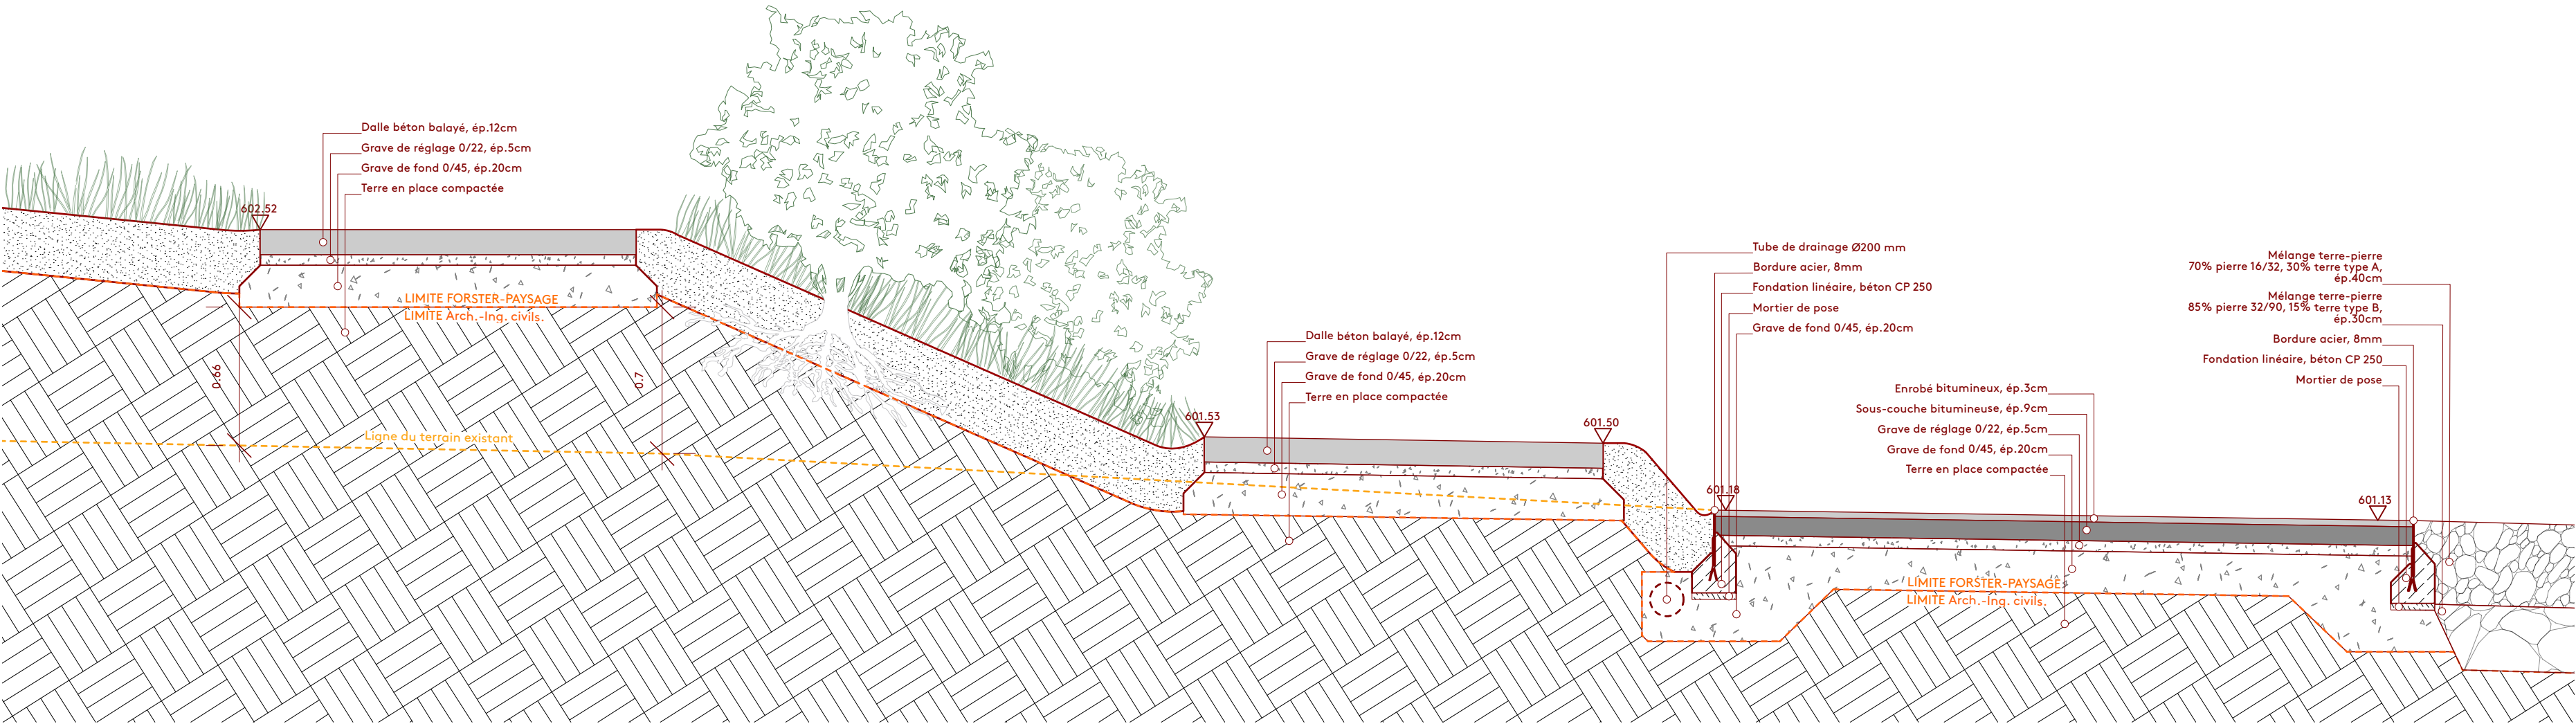 Dalle béton balayé, ép.12cm
Grave de réglage 0/22, ép.5cm
Grave de fond 0/45, ép.20cm
Terre en place compactée
602.52
LIMITE FORSTER-PAYSAGE
LIMITE Arch.-Ing. civils.
0.66
0.7
Ligne du terrain existant
Dalle béton balayé, ép.12cm
Grave de réglage 0/22, ép.5cm
Grave de fond 0/45, ép.20cm
Terre en place compactée
601.53
601.50
Tube de drainage Ø200 mm
Bordure acier, 8mm
Fondation linéaire, béton CP 250
Mortier de pose
Grave de fond 0/45, ép.20cm
601.18
Enrobé bitumineux, ép.3cm
Sous-couche bitumineuse, ép.9cm
Grave de réglage 0/22, ép.5cm
Grave de fond 0/45, ép.20cm
Terre en place compactée
LIMITE FORSTER-PAYSAGE
LIMITE Arch.-Ing. civils.
Mélange terre-pierre
70% pierre 16/32, 30% terre type A,
ép.40cm
Mélange terre-pierre
85% pierre 32/90, 15% terre type B,
ép.30cm
Bordure acier, 8mm
Fondation linéaire, béton CP 250
Mortier de pose
601.13